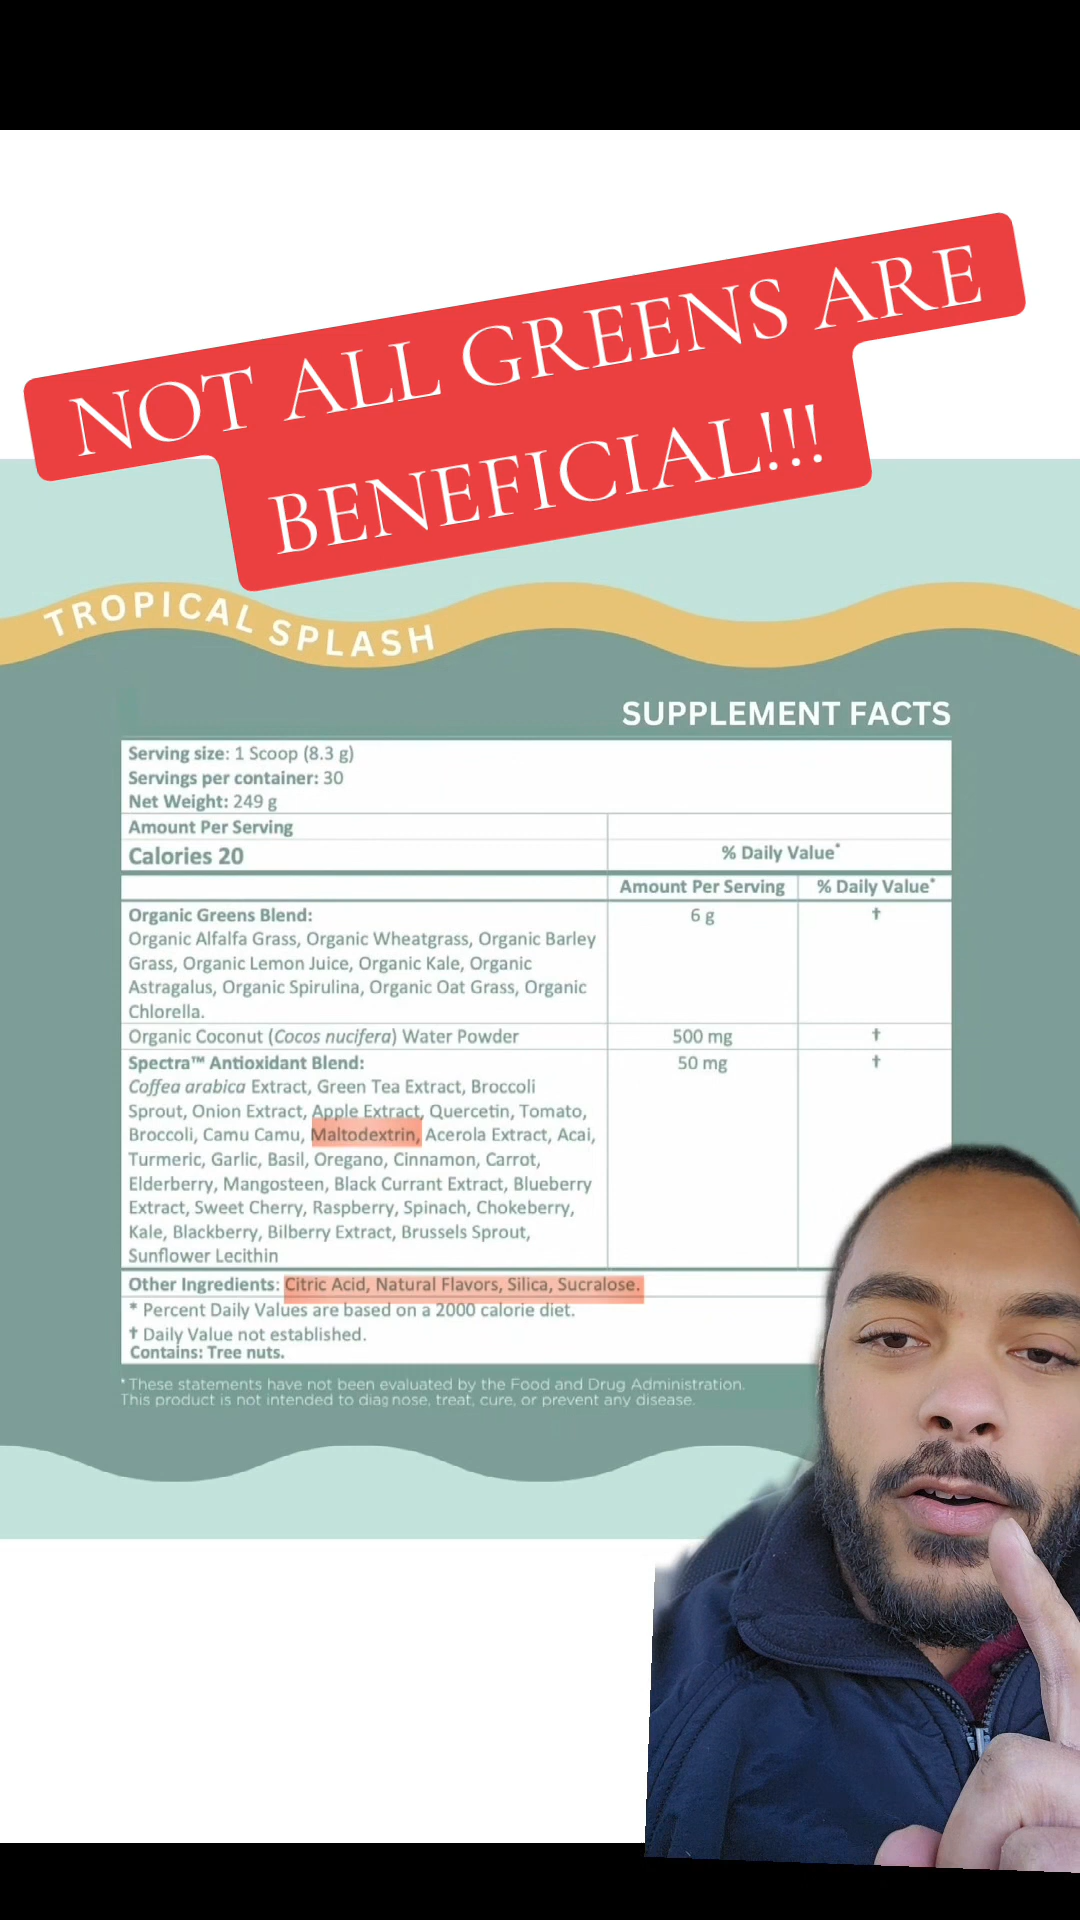 NOT ALL GREENS ARE
BENEFICIAL!!!
TROPICAL SPLASH
SUPPLEMENT FACTS
Serving size: 1 Scoop (8.3 g)
Servings per container: 30
Net Weight: 249 g
Amount Per Serving
Calories 20
% Daily Value*
Amount Per Serving
% Daily Value*
Organic Greens Blend:
6 g
†
Organic Alfalfa Grass, Organic Wheatgrass, Organic Barley
Grass, Organic Lemon Juice, Organic Kale, Organic
Astragalus, Organic Spirulina, Organic Oat Grass, Organic
Chlorella.
Organic Coconut (Cocos nucifera) Water Powder
500 mg
†
Spectra™ Antioxidant Blend:
50 mg
†
Coffea arabica Extract, Green Tea Extract, Broccoli
Sprout, Onion Extract, Apple Extract, Quercetin, Tomato,
Broccoli, Camu Camu, Maltodextrin, Acerola Extract, Acai,
Turmeric, Garlic, Basil, Oregano, Cinnamon, Carrot,
Elderberry, Mangosteen, Black Currant Extract, Blueberry
Extract, Sweet Cherry, Raspberry, Spinach, Chokeberry,
Kale, Blackberry, Bilberry Extract, Brussels Sprout,
Sunflower Lecithin
Other Ingredients: Citric Acid, Natural Flavors, Silica, Sucralose.
* Percent Daily Values are based on a 2000 calorie diet.
† Daily Value not established.
Contains: Tree nuts.
*These statements have not been evaluated by the Food and Drug Administration.
This product is not intended to diagnose, treat, cure, or prevent any disease.